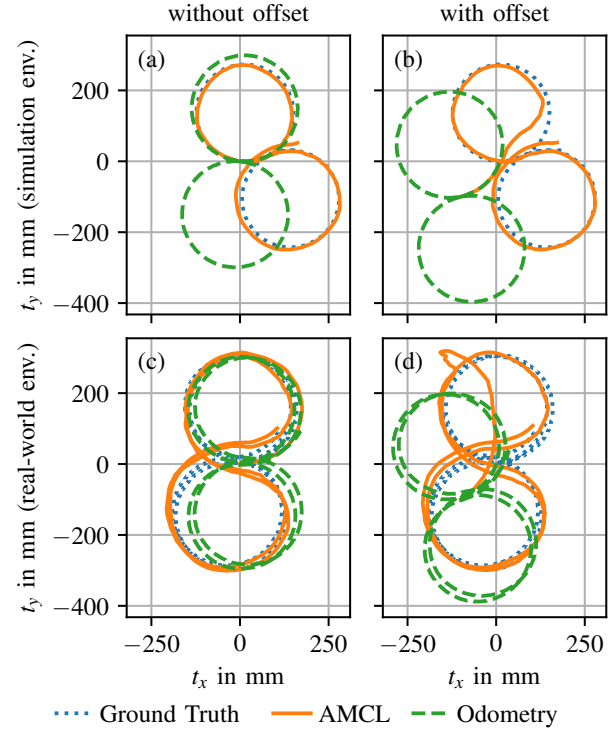 without offset with offset
(a) (b)
200
0
−200
−400
t_y in mm (simulation env.)
(c) (d)
200
0
−200
−400
t_y in mm (real-world env.)
−250 0 250 −250 0 250
t_x in mm t_x in mm
Ground Truth AMCL Odometry